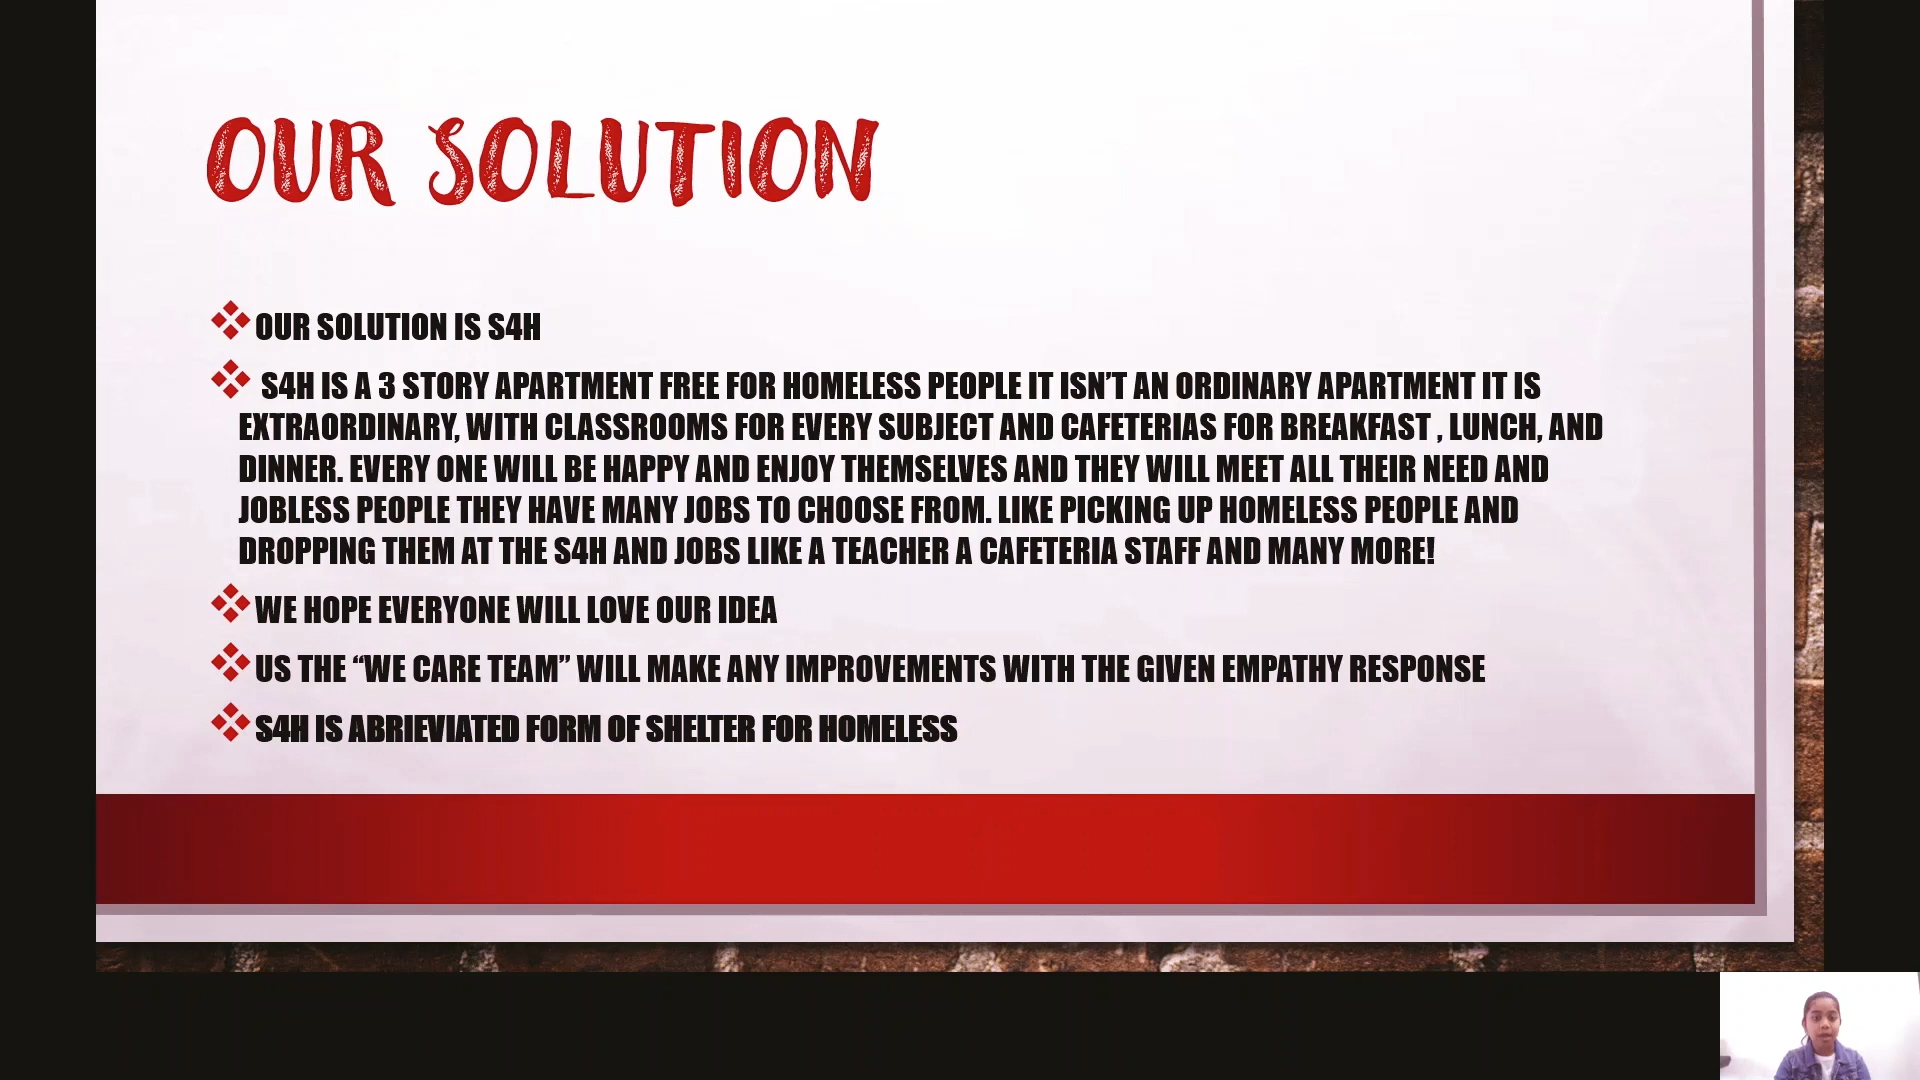 OUR SOLUTION
OUR SOLUTION IS S4H
S4H IS A 3 STORY APARTMENT FREE FOR HOMELESS PEOPLE IT ISN’T AN ORDINARY APARTMENT IT IS
EXTRAORDINARY, WITH CLASSROOMS FOR EVERY SUBJECT AND CAFETERIAS FOR BREAKFAST , LUNCH, AND
DINNER. EVERY ONE WILL BE HAPPY AND ENJOY THEMSELVES AND THEY WILL MEET ALL THEIR NEED AND
JOBLESS PEOPLE THEY HAVE MANY JOBS TO CHOOSE FROM. LIKE PICKING UP HOMELESS PEOPLE AND
DROPPING THEM AT THE S4H AND JOBS LIKE A TEACHER A CAFETERIA STAFF AND MANY MORE!
WE HOPE EVERYONE WILL LOVE OUR IDEA
US THE “WE CARE TEAM” WILL MAKE ANY IMPROVEMENTS WITH THE GIVEN EMPATHY RESPONSE
S4H IS ABRIEVIATED FORM OF SHELTER FOR HOMELESS